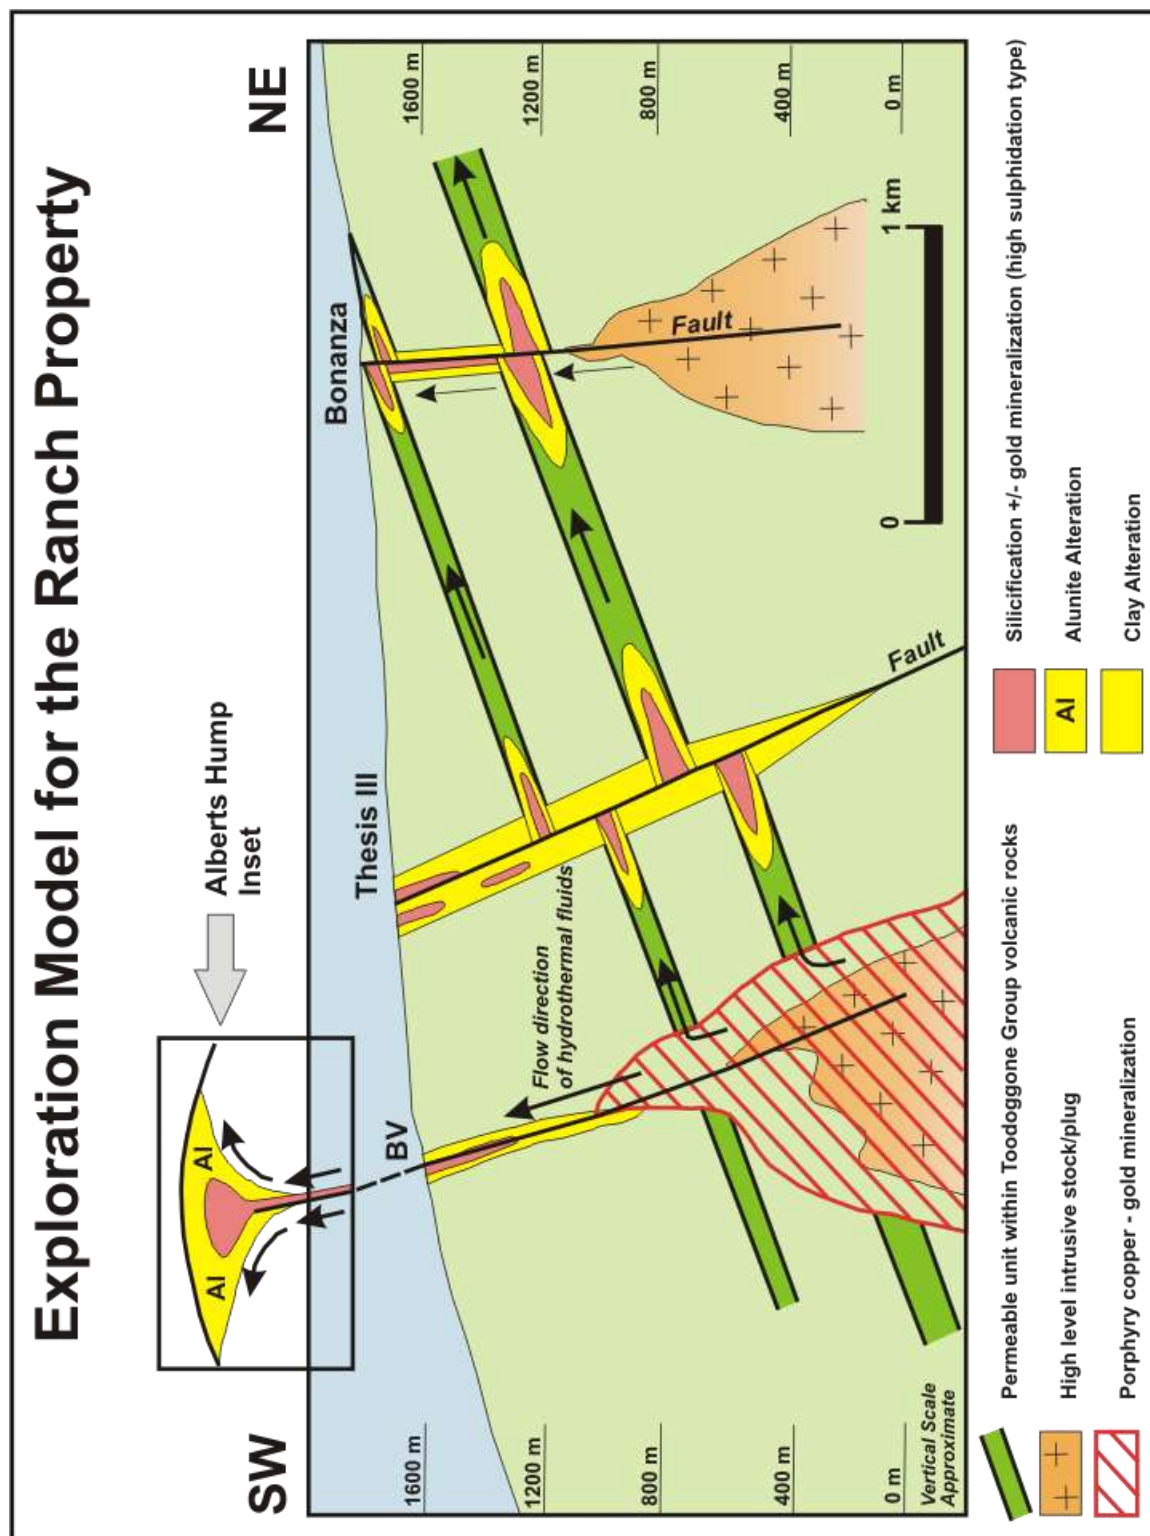 Exploration Model for the Ranch Property
Alberts Hump
Inset
Al
Al
SW
NE
BV
Thesis III
Bonanza
1600 m
1200 m
800 m
400 m
0 m
1600 m
1200 m
800 m
400 m
0 m
Flow direction
of hydrothermal fluids
Fault
Fault
0
1 km
Vertical Scale
Approximate
Permeable unit within Toodoggone Group volcanic rocks
High level intrusive stock/plug
Porphyry copper - gold mineralization
Silicification +/- gold mineralization (high sulphidation type)
Al
Alunite Alteration
Clay Alteration